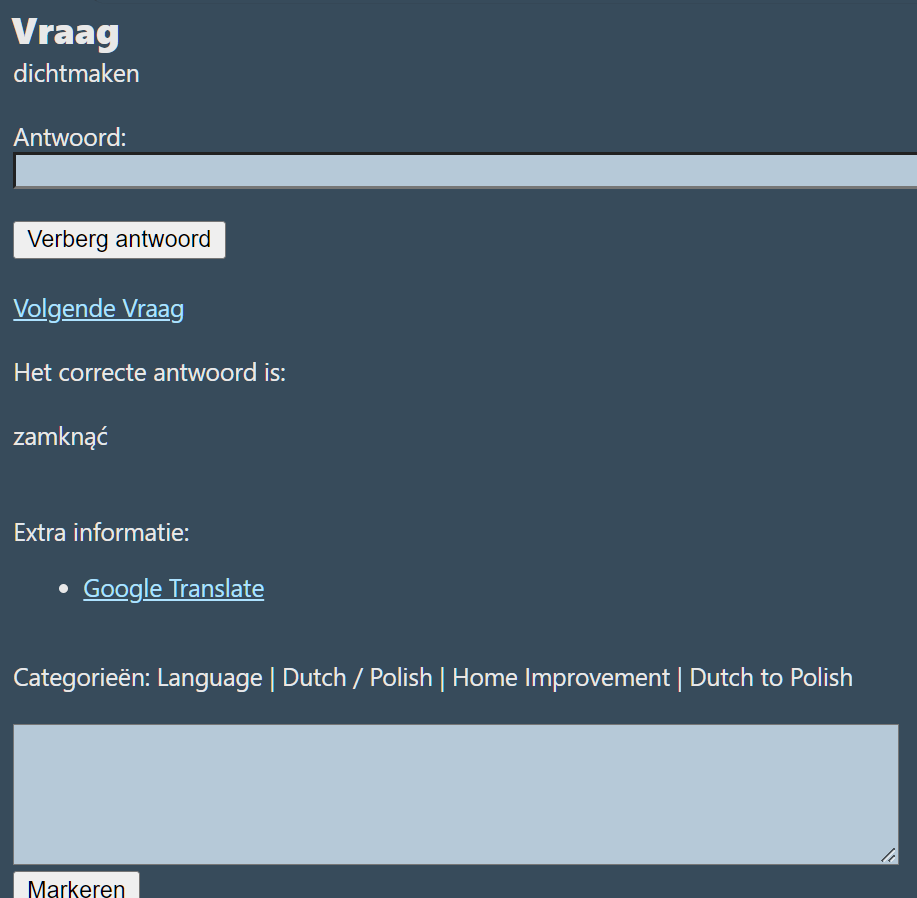 Vraag
dichtmaken
Antwoord:
Verberg antwoord
Volgende Vraag
Het correcte antwoord is:
zamknąć
Extra informatie:
Google Translate
Categorieën: Language | Dutch / Polish | Home Improvement | Dutch to Polish
Markeren